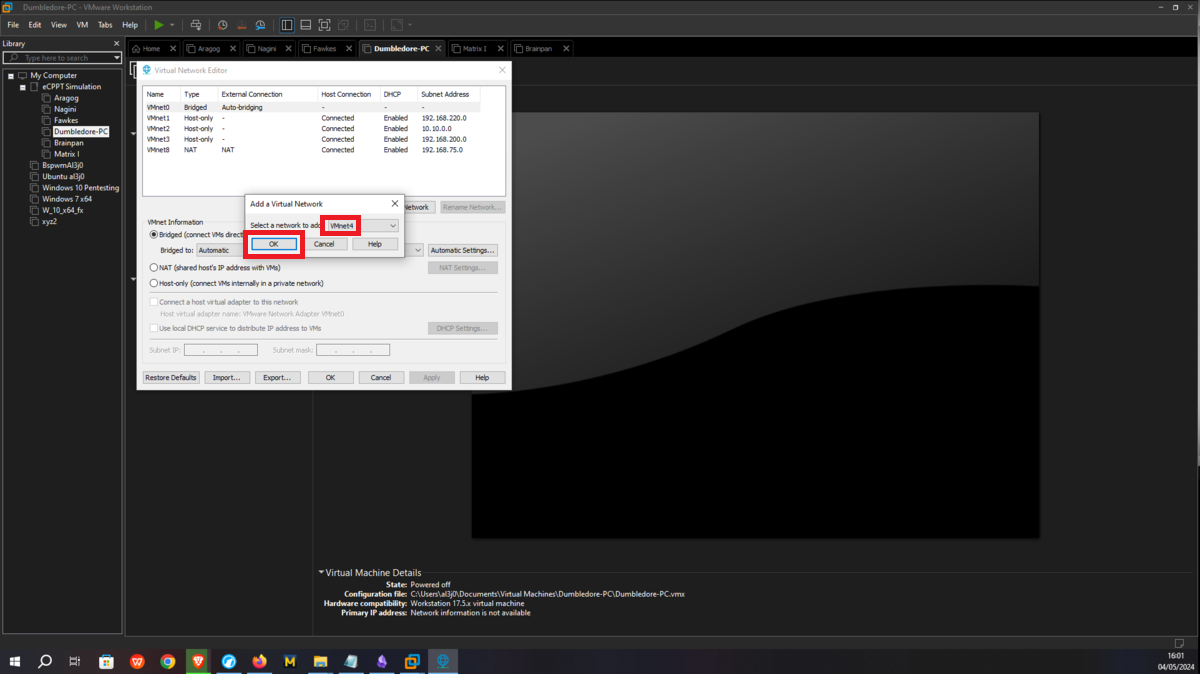 Dumbledore-PC - VMware Workstation
File Edit View VM Tabs Help
Library
Home Aragog Nagini Fawkes Dumbledore-PC Matrix I Brainpan
Type here to search
My Computer
eCPPT Simulation
Aragog
Nagini
Fawkes
Dumbledore-PC
Brainpan
Matrix I
BspwmAl3j0
Ubuntu al3j0
Windows 10 Pentesting
Windows 7 x64
W_10_x64_fx
xyz2
Virtual Network Editor
Name Type External Connection Host Connection DHCP Subnet Address
VMnet0 Bridged Auto-bridging - - -
VMnet1 Host-only - Connected Enabled 192.168.220.0
VMnet2 Host-only - Connected Enabled 10.10.0.0
VMnet3 Host-only - Connected Enabled 192.168.200.0
VMnet8 NAT NAT Connected Enabled 192.168.75.0
Network Rename Network...
Add a Virtual Network
Select a network to add VMnet4
OK Cancel Help
VMnet Information
Bridged (connect VMs direct
Bridged to: Automatic Automatic Settings...
NAT (shared host's IP address with VMs) NAT Settings...
Host-only (connect VMs internally in a private network)
Connect a host virtual adapter to this network
Host virtual adapter name: VMware Network Adapter VMnet0
Use local DHCP service to distribute IP address to VMs DHCP Settings...
Subnet IP: . . . Subnet mask: . . .
Restore Defaults Import... Export... OK Cancel Apply Help
Virtual Machine Details
State: Powered off
Configuration file: C:\Users\al3j0\Documents\Virtual Machines\Dumbledore-PC\Dumbledore-PC.vmx
Hardware compatibility: Workstation 17.5.x virtual machine
Primary IP address: Network information is not available
16:01
04/05/2024